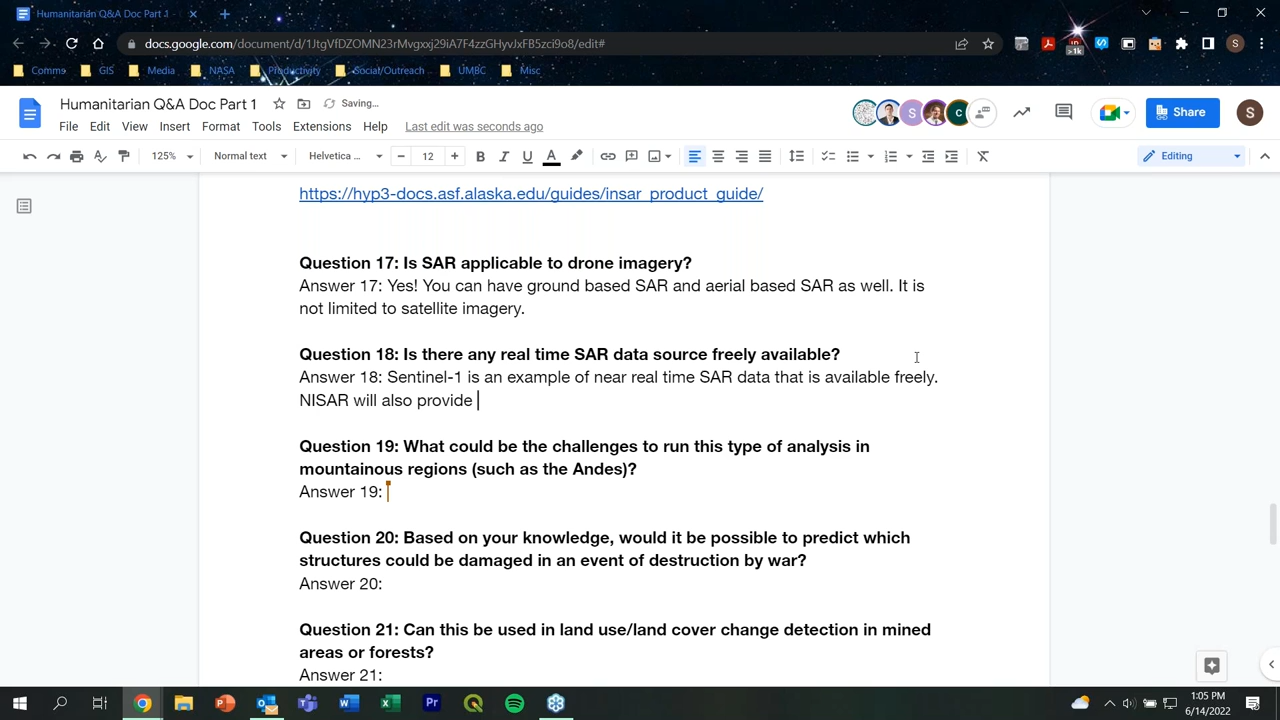 Humanitarian Q&A Doc Part 1
docs.google.com/document/d/1JtgVfDZOMN23rMvgxxj29iA7F4zzGHyvJxFB5zci9o8/edit#
>1k
S
Comms GIS Media NASA Productivity Social/Outreach UMBC Misc
Humanitarian Q&A Doc Part 1 Saving…
File Edit View Insert Format Tools Extensions Help Last edit was seconds ago
S C Share S
125% Normal text Helvetica ... 12 B I U A Editing
https://hyp3-docs.asf.alaska.edu/guides/insar_product_guide/
Question 17: Is SAR applicable to drone imagery?
Answer 17: Yes! You can have ground based SAR and aerial based SAR as well. It is
not limited to satellite imagery.
Question 18: Is there any real time SAR data source freely available?
Answer 18: Sentinel-1 is an example of near real time SAR data that is available freely.
NISAR will also provide
Question 19: What could be the challenges to run this type of analysis in
mountainous regions (such as the Andes)?
Answer 19:
Question 20: Based on your knowledge, would it be possible to predict which
structures could be damaged in an event of destruction by war?
Answer 20:
Question 21: Can this be used in land use/land cover change detection in mined
areas or forests?
Answer 21:
1:05 PM
6/14/2022